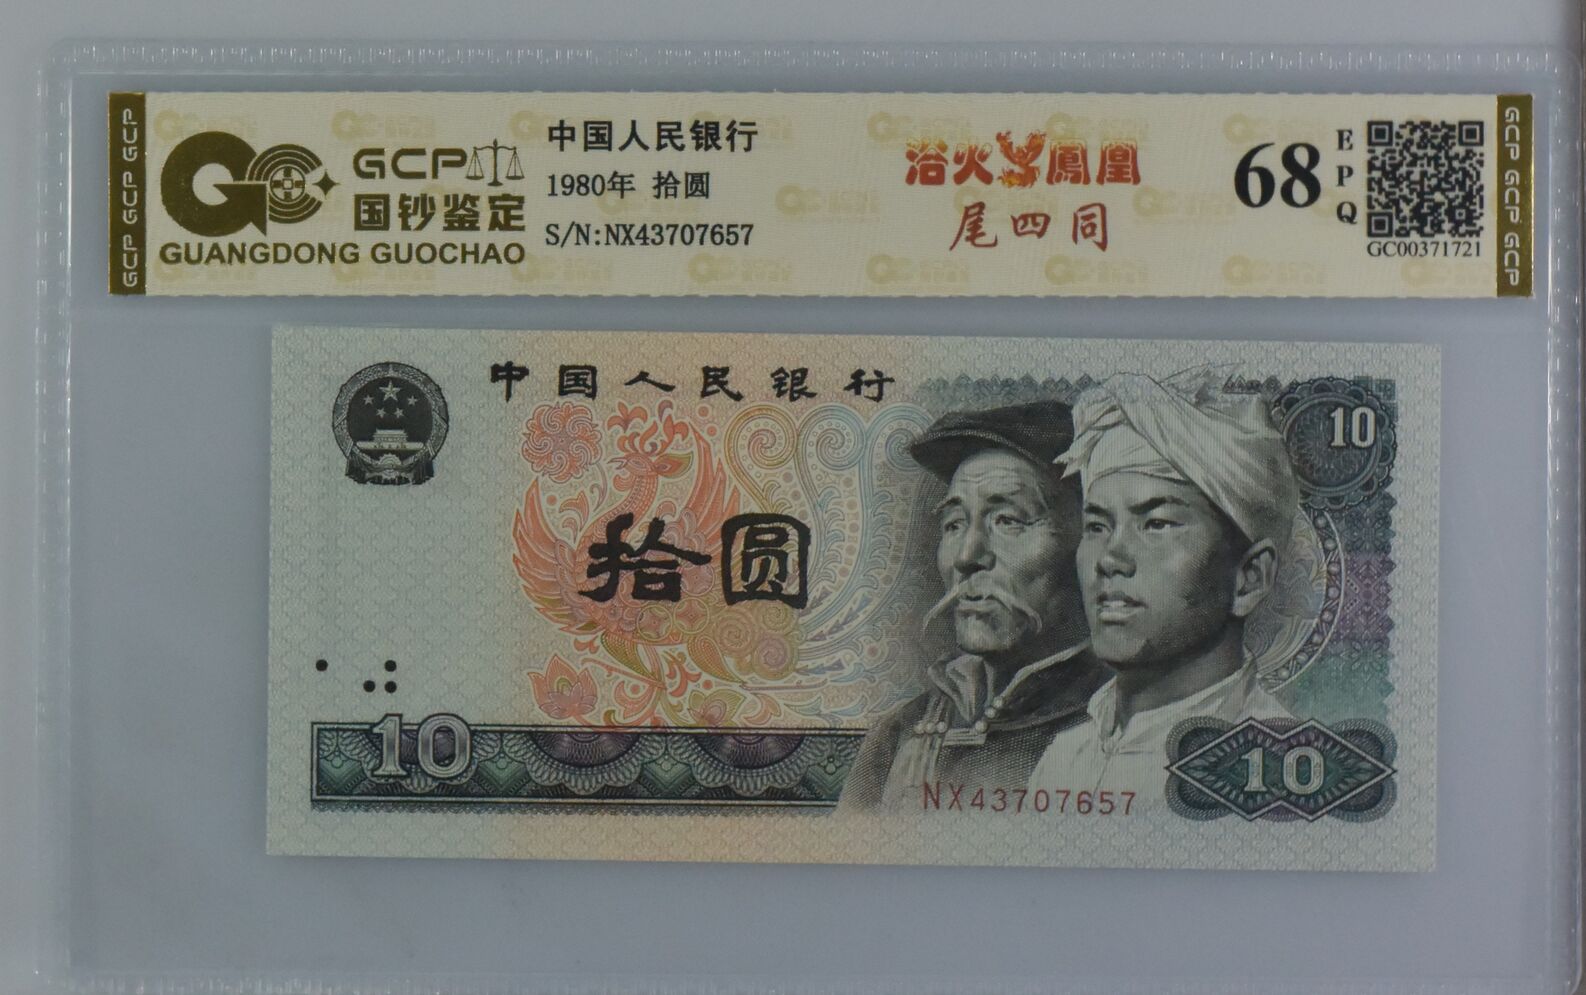 GCP GCP GCP
GCP
国钞鉴定
GUANGDONG GUOCHAO
中国人民银行
1980年 拾圆
S/N:NX43707657
浴火鳳凰
尾四同
68
EPQ
GC00371721
GCP GCP GCP
中国人民银行
10
拾圆
10
NX43707657
10